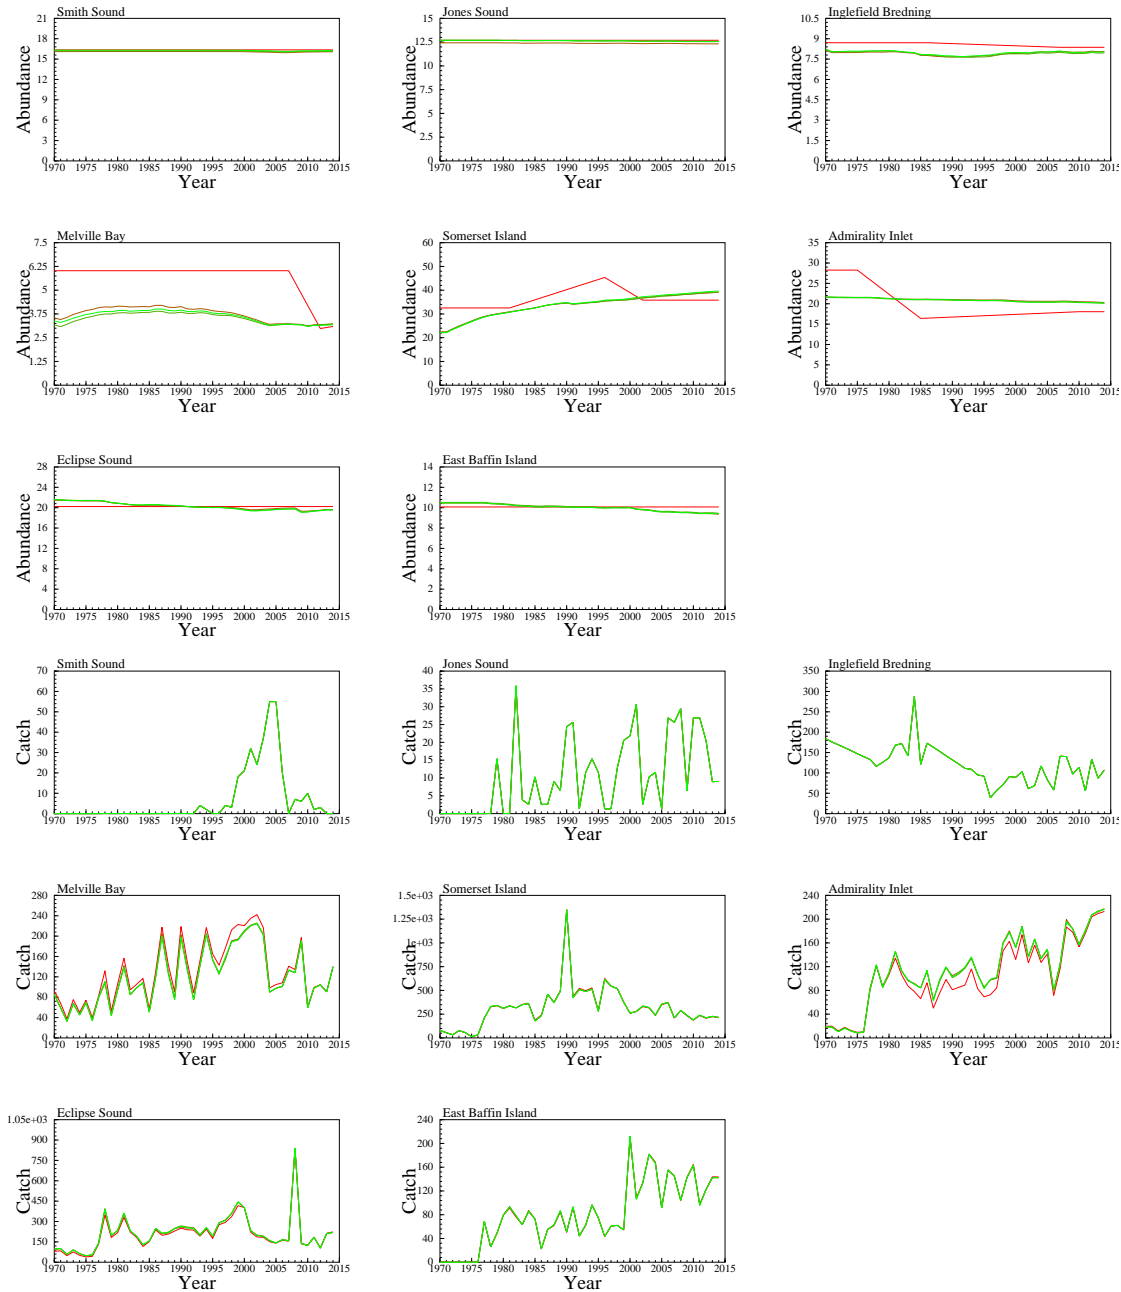 Smith Sound
Jones Sound
Inglefield Bredning
21
18
15
12
9
6
3
0
Abundance
1970 1975 1980 1985 1990 1995 2000 2005 2010 2015
Year
15
12.5
10
7.5
5
2.5
0
Abundance
1970 1975 1980 1985 1990 1995 2000 2005 2010 2015
Year
10.5
9
7.5
6
4.5
3
1.5
0
Abundance
1970 1975 1980 1985 1990 1995 2000 2005 2010 2015
Year
Melville Bay
Somerset Island
Admirality Inlet
7.5
6.25
5
3.75
2.5
1.25
0
Abundance
1970 1975 1980 1985 1990 1995 2000 2005 2010 2015
Year
60
50
40
30
20
10
0
Abundance
1970 1975 1980 1985 1990 1995 2000 2005 2010 2015
Year
35
30
25
20
15
10
5
0
Abundance
1970 1975 1980 1985 1990 1995 2000 2005 2010 2015
Year
Eclipse Sound
East Baffin Island
28
24
20
16
12
8
4
0
Abundance
1970 1975 1980 1985 1990 1995 2000 2005 2010 2015
Year
14
12
10
8
6
4
2
0
Abundance
1970 1975 1980 1985 1990 1995 2000 2005 2010 2015
Year
Smith Sound
Jones Sound
Inglefield Bredning
70
60
50
40
30
20
10
0
Catch
1970 1975 1980 1985 1990 1995 2000 2005 2010 2015
Year
40
35
30
25
20
15
10
5
0
Catch
1970 1975 1980 1985 1990 1995 2000 2005 2010 2015
Year
350
300
250
200
150
100
50
0
Catch
1970 1975 1980 1985 1990 1995 2000 2005 2010 2015
Year
Melville Bay
Somerset Island
Admirality Inlet
280
240
200
160
120
80
40
0
Catch
1970 1975 1980 1985 1990 1995 2000 2005 2010 2015
Year
1.5e+03
1.25e+03
1e+03
750
500
250
0
Catch
1970 1975 1980 1985 1990 1995 2000 2005 2010 2015
Year
240
200
160
120
80
40
0
Catch
1970 1975 1980 1985 1990 1995 2000 2005 2010 2015
Year
Eclipse Sound
East Baffin Island
1.05e+03
900
750
600
450
300
150
0
Catch
1970 1975 1980 1985 1990 1995 2000 2005 2010 2015
Year
240
200
160
120
80
40
0
Catch
1970 1975 1980 1985 1990 1995 2000 2005 2010 2015
Year